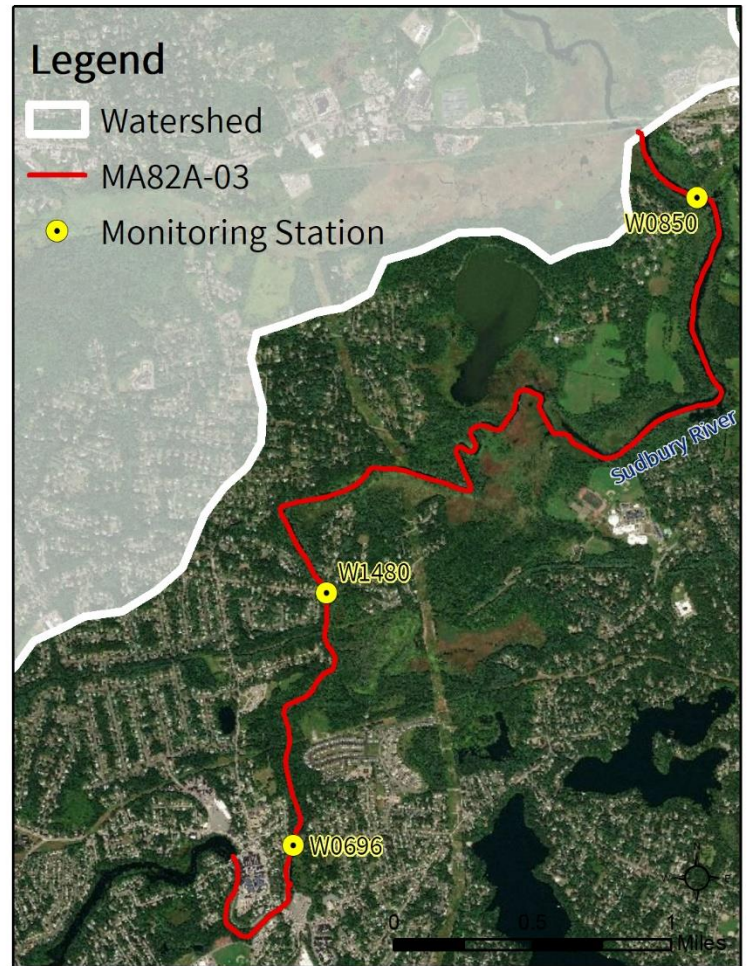 Legend
Watershed
MA82A-03
Monitoring Station
W0850
Sudbury River
W1480
W0696
E
0 0.5 1
Miles